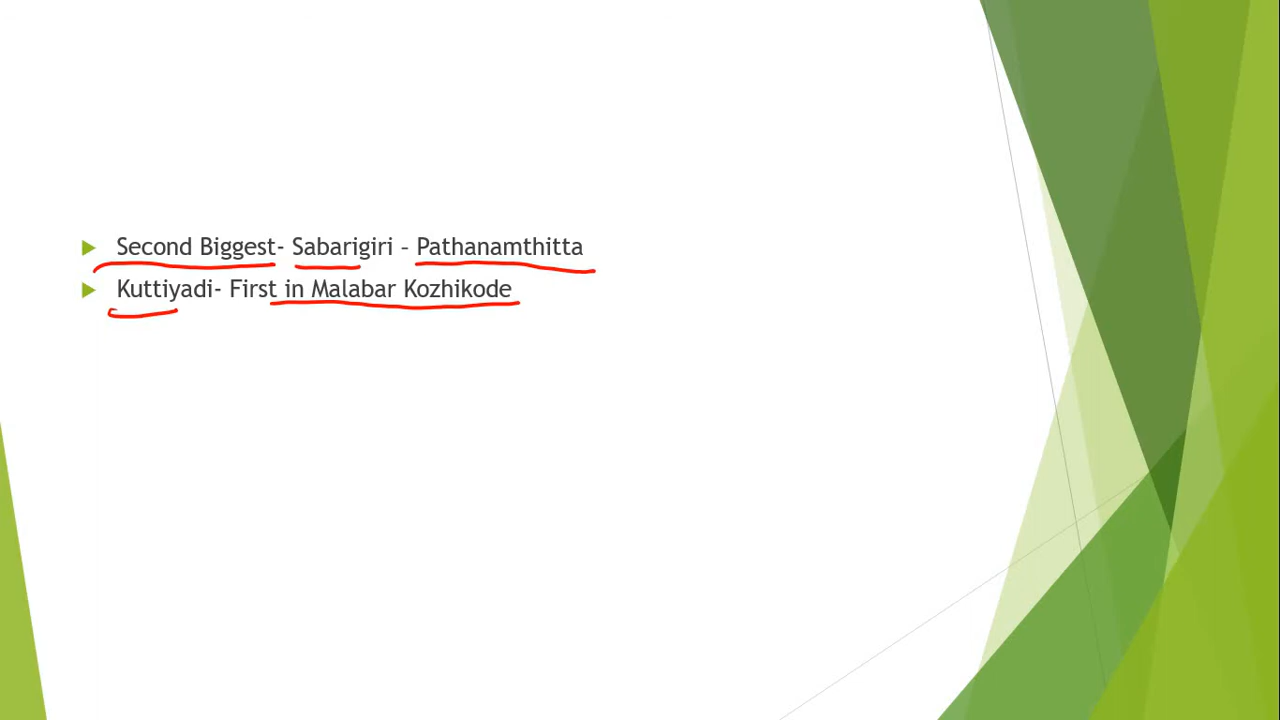 Second Biggest- Sabarigiri – Pathanamthitta
Kuttiyadi- First in Malabar Kozhikode